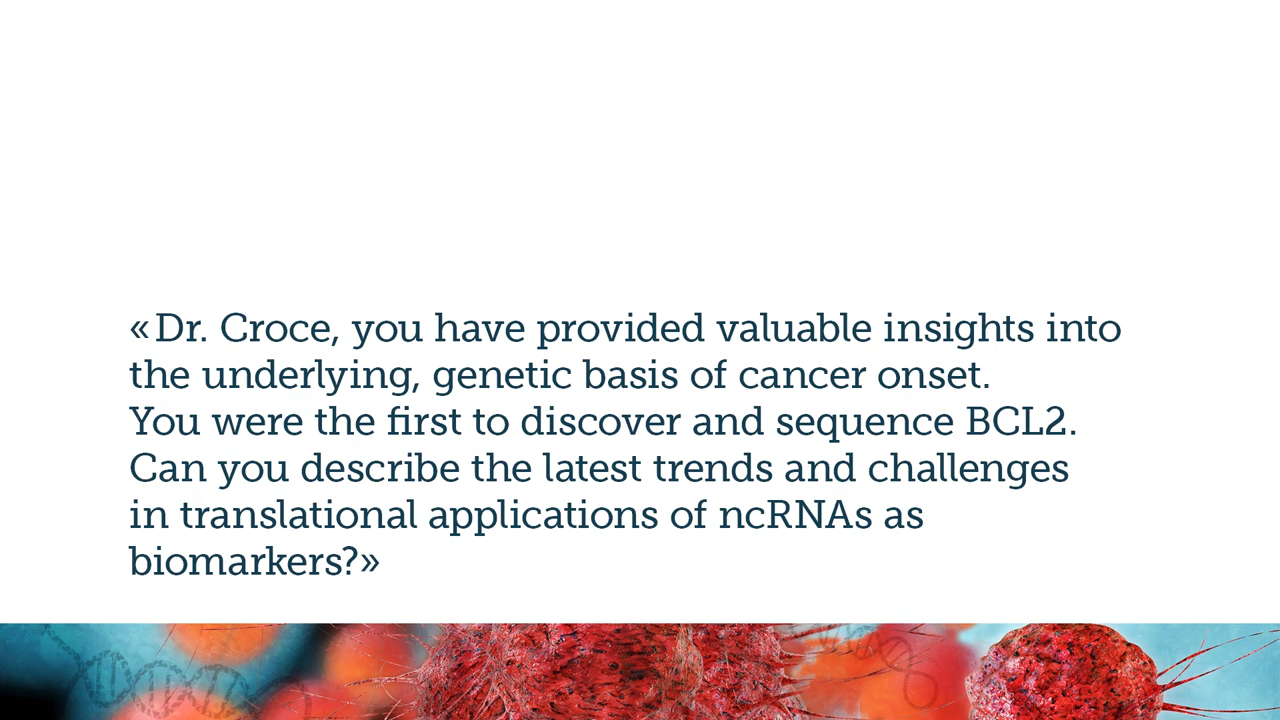 «Dr. Croce, you have provided valuable insights into
the underlying, genetic basis of cancer onset.
You were the first to discover and sequence BCL2.
Can you describe the latest trends and challenges
in translational applications of ncRNAs as
biomarkers?»